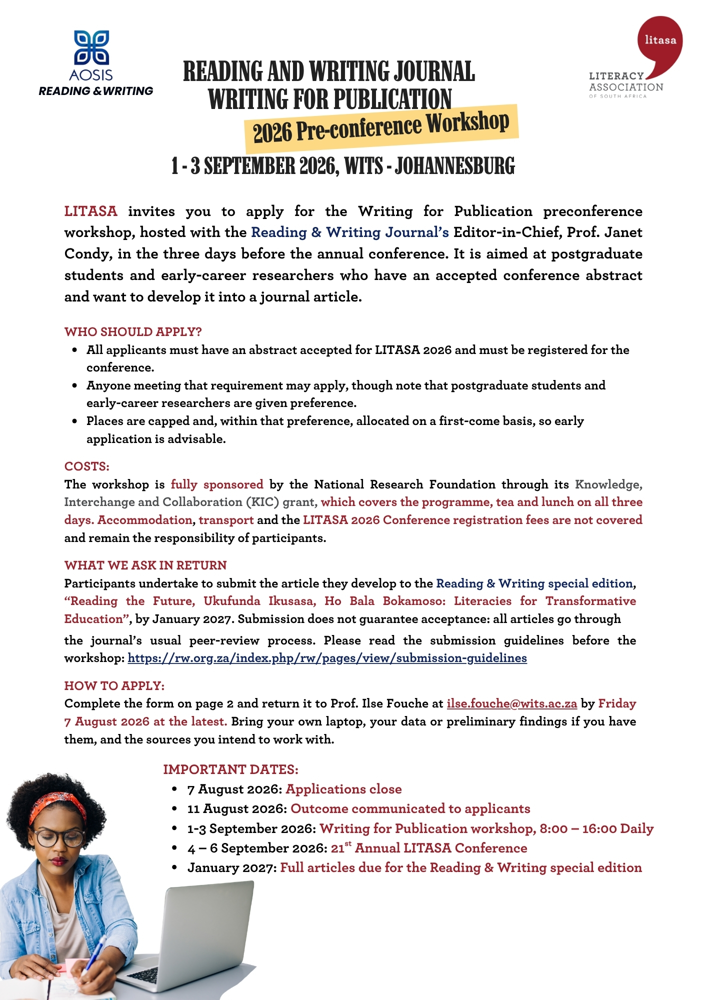 AOSIS
READING & WRITING
litasa
LITERACY
ASSOCIATION
OF SOUTH AFRICA
READING AND WRITING JOURNAL
WRITING FOR PUBLICATION
2026 Pre-conference Workshop
1 - 3 SEPTEMBER 2026, WITS - JOHANNESBURG
LITASA invites you to apply for the Writing for Publication preconference
workshop, hosted with the Reading & Writing Journal’s Editor-in-Chief, Prof. Janet
Condy, in the three days before the annual conference. It is aimed at postgraduate
students and early-career researchers who have an accepted conference abstract
and want to develop it into a journal article.
WHO SHOULD APPLY?
• All applicants must have an abstract accepted for LITASA 2026 and must be registered for the
conference.
• Anyone meeting that requirement may apply, though note that postgraduate students and
early-career researchers are given preference.
• Places are capped and, within that preference, allocated on a first-come basis, so early
application is advisable.
COSTS:
The workshop is fully sponsored by the National Research Foundation through its Knowledge,
Interchange and Collaboration (KIC) grant, which covers the programme, tea and lunch on all three
days. Accommodation, transport and the LITASA 2026 Conference registration fees are not covered
and remain the responsibility of participants.
WHAT WE ASK IN RETURN
Participants undertake to submit the article they develop to the Reading & Writing special edition,
“Reading the Future, Ukufunda Ikusasa, Ho Bala Bokamoso: Literacies for Transformative
Education”, by January 2027. Submission does not guarantee acceptance: all articles go through
the journal’s usual peer-review process. Please read the submission guidelines before the
workshop: https://rw.org.za/index.php/rw/pages/view/submission-guidelines
HOW TO APPLY:
Complete the form on page 2 and return it to Prof. Ilse Fouche at ilse.fouche@wits.ac.za by Friday
7 August 2026 at the latest. Bring your own laptop, your data or preliminary findings if you have
them, and the sources you intend to work with.
IMPORTANT DATES:
• 7 August 2026: Applications close
• 11 August 2026: Outcome communicated to applicants
• 1-3 September 2026: Writing for Publication workshop, 8:00 – 16:00 Daily
• 4 – 6 September 2026: 21st Annual LITASA Conference
• January 2027: Full articles due for the Reading & Writing special edition